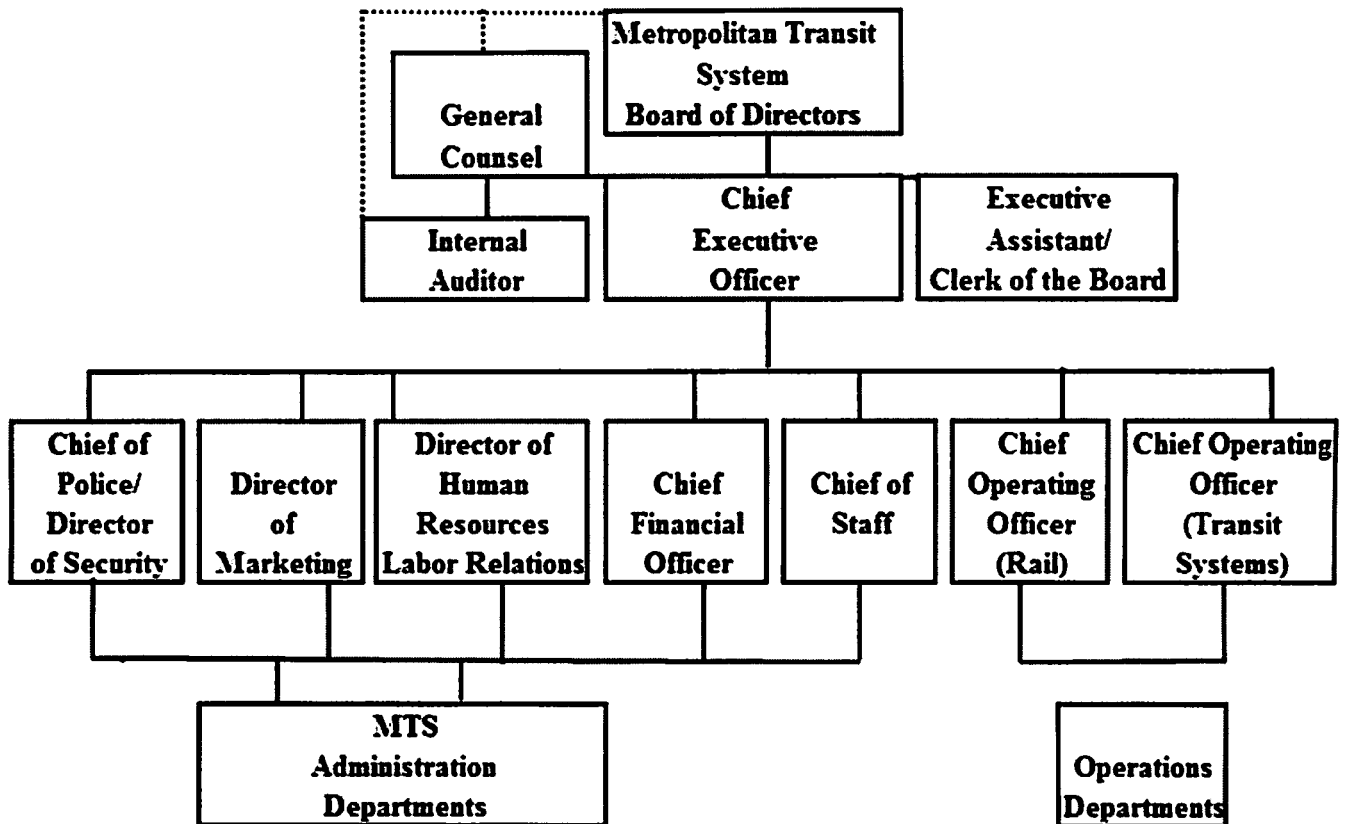 Metropolitan Transit
System
Board of Directors
General
Counsel
Chief
Executive
Officer
Executive
Assistant/
Clerk of the Board
Internal
Auditor
Chief of
Police/
Director
of Security
Director
of
Marketing
Director of
Human
Resources
Labor Relations
Chief
Financial
Officer
Chief of
Staff
Chief
Operating
Officer
(Rail)
Chief Operating
Officer
(Transit
Systems)
MTS
Administration
Departments
Operations
Departments